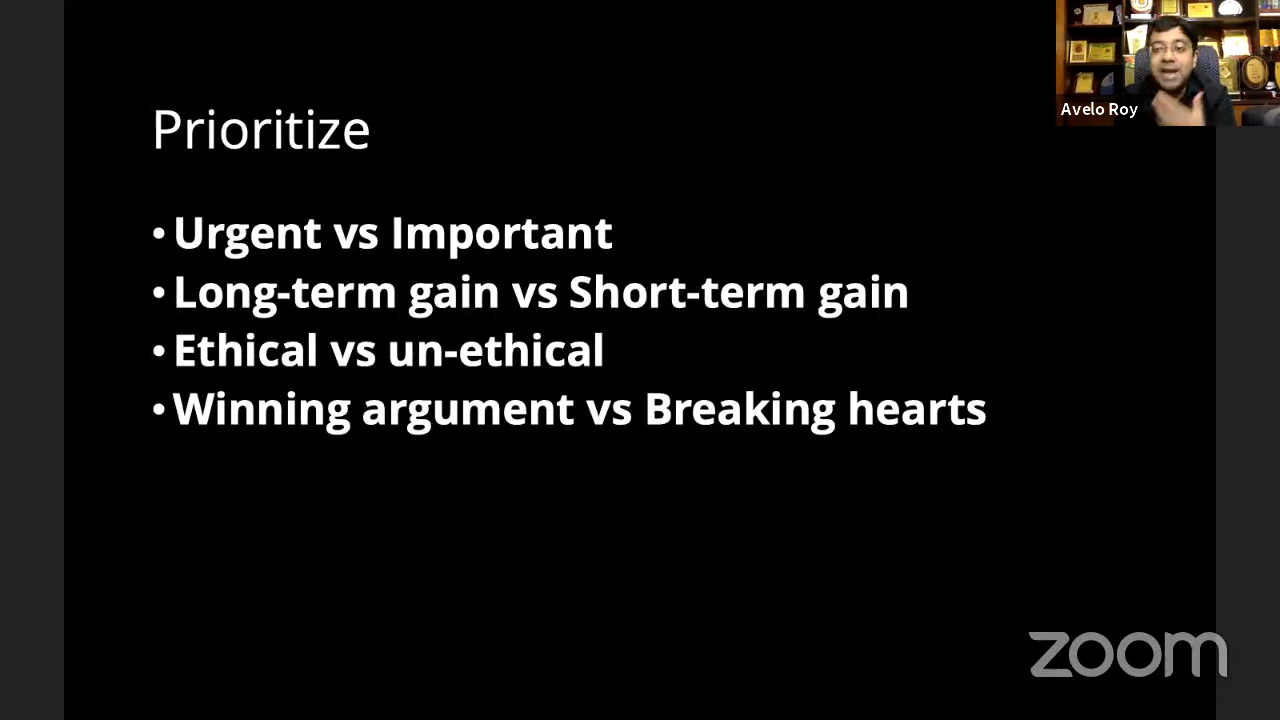 Avelo Roy
Prioritize
• Urgent vs Important
• Long-term gain vs Short-term gain
• Ethical vs un-ethical
• Winning argument vs Breaking hearts
zoom